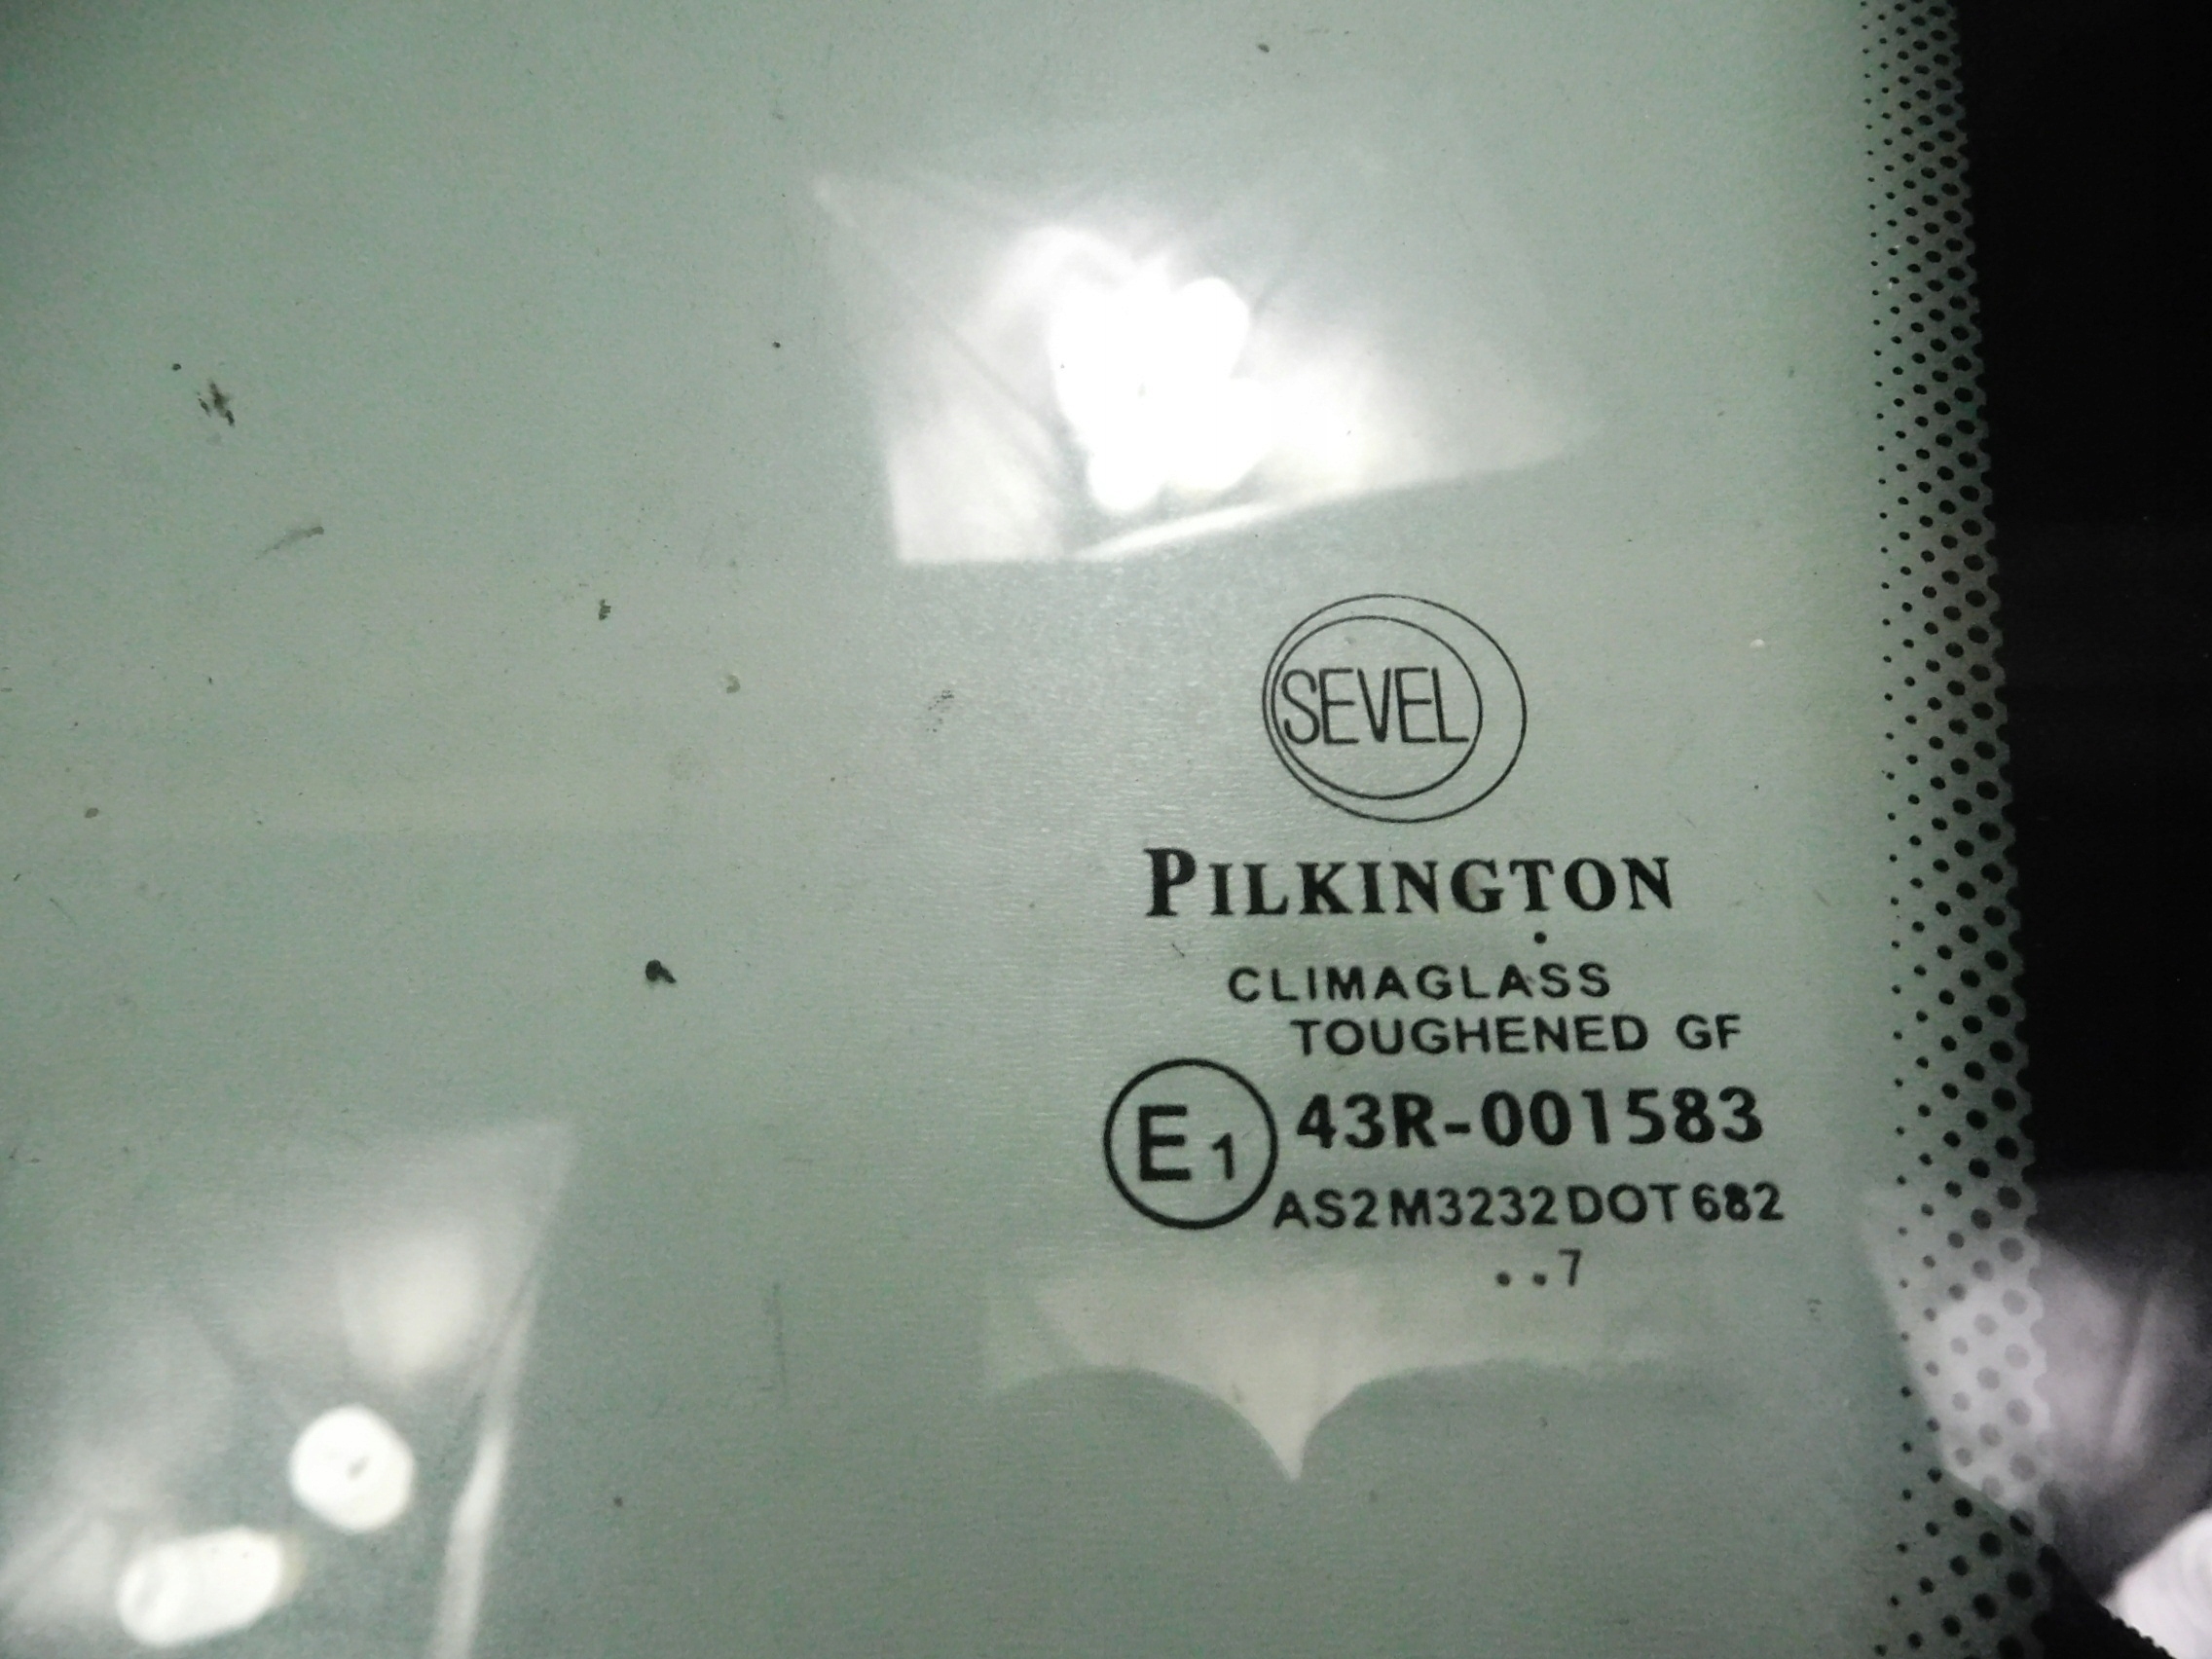 SEVEL
PILKINGTON
CLIMAGLASS
TOUGHENED GF
E1 43R-001583
AS2 M3232 DOT 682
..7